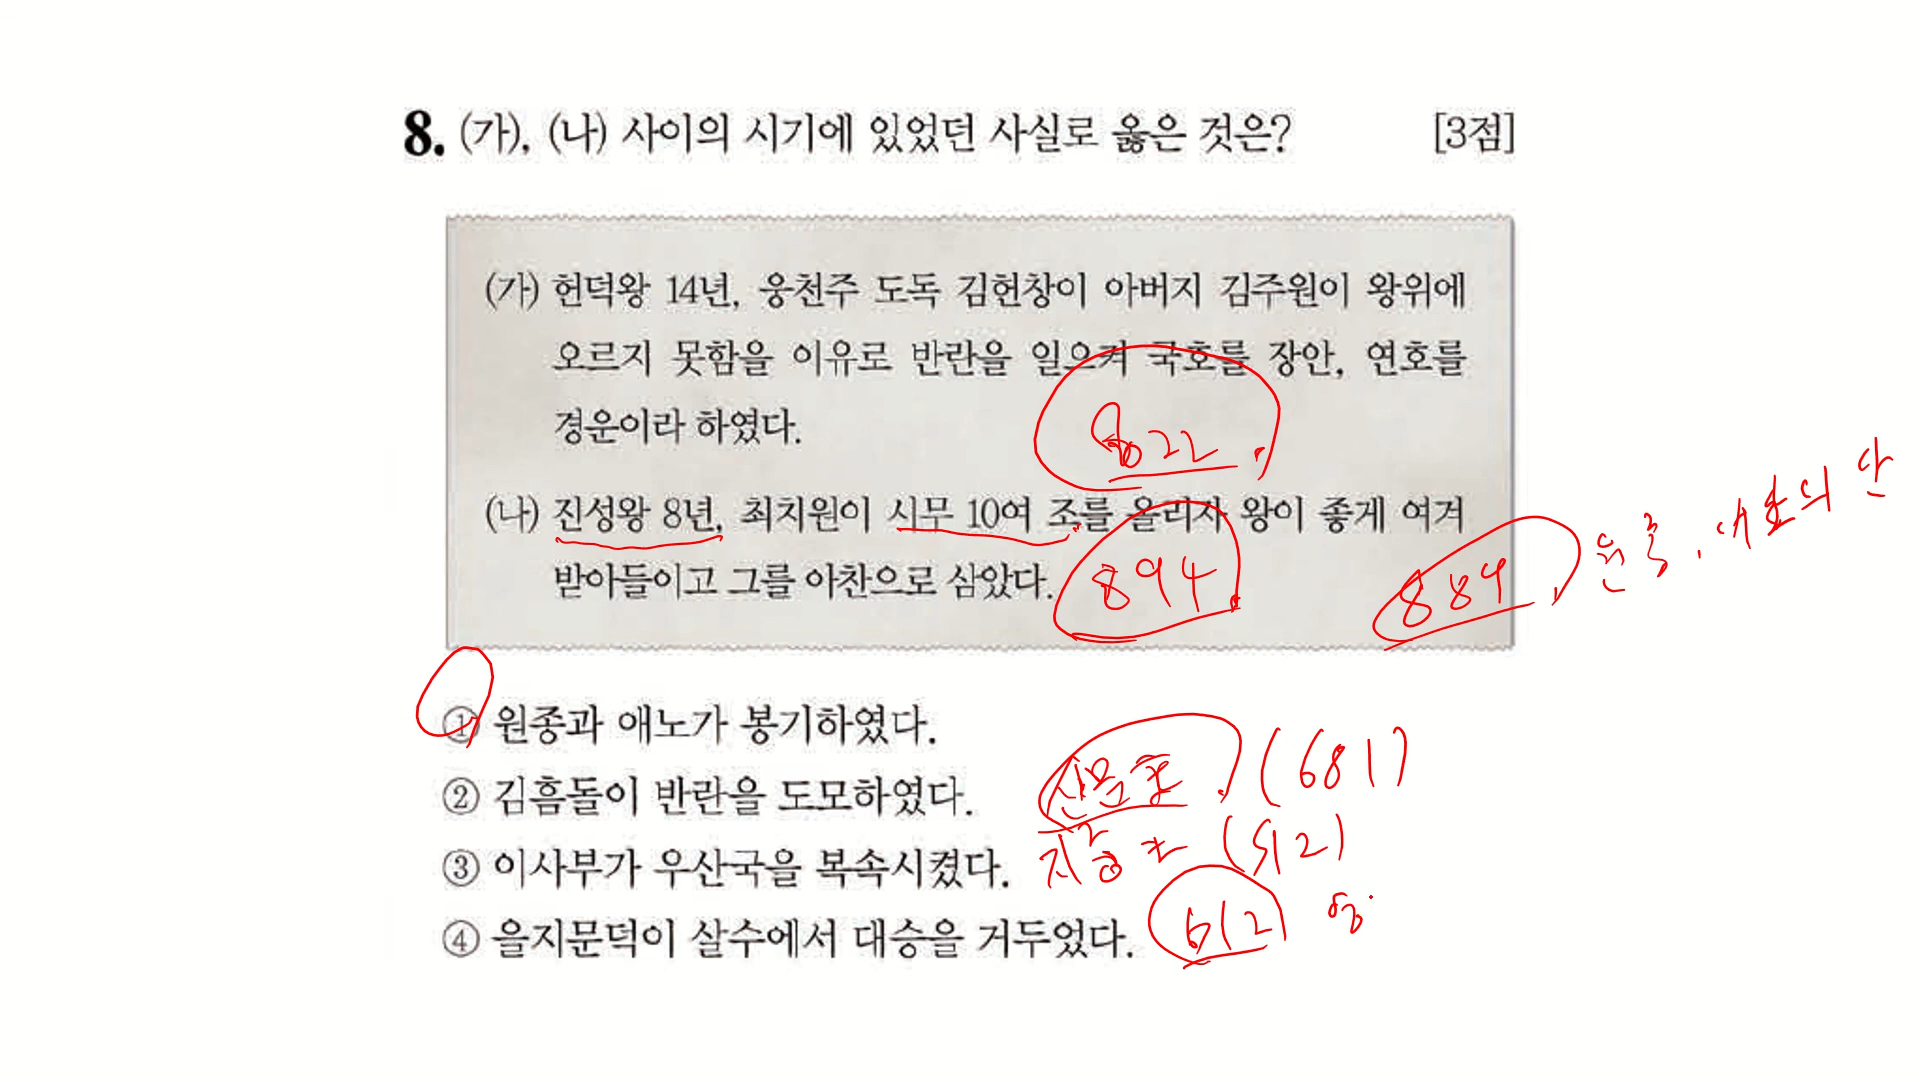 8. (가), (나) 사이의 시기에 있었던 사실로 옳은 것은? [3점]
(가) 헌덕왕 14년, 웅천주 도독 김헌창이 아버지 김주원이 왕위에
오르지 못함을 이유로 반란을 일으켜 국호를 장안, 연호를
경운이라 하였다.
822
(나) 진성왕 8년, 최치원이 시무 10여 조를 올리자 왕이 좋게 여겨
받아들이고 그를 아찬으로 삼았다.
894
889
① 원종과 애노가 봉기하였다.
② 김흠돌이 반란을 도모하였다. 신문왕 (681)
③ 이사부가 우산국을 복속시켰다. 지증 (512)
④ 을지문덕이 살수에서 대승을 거두었다. 612